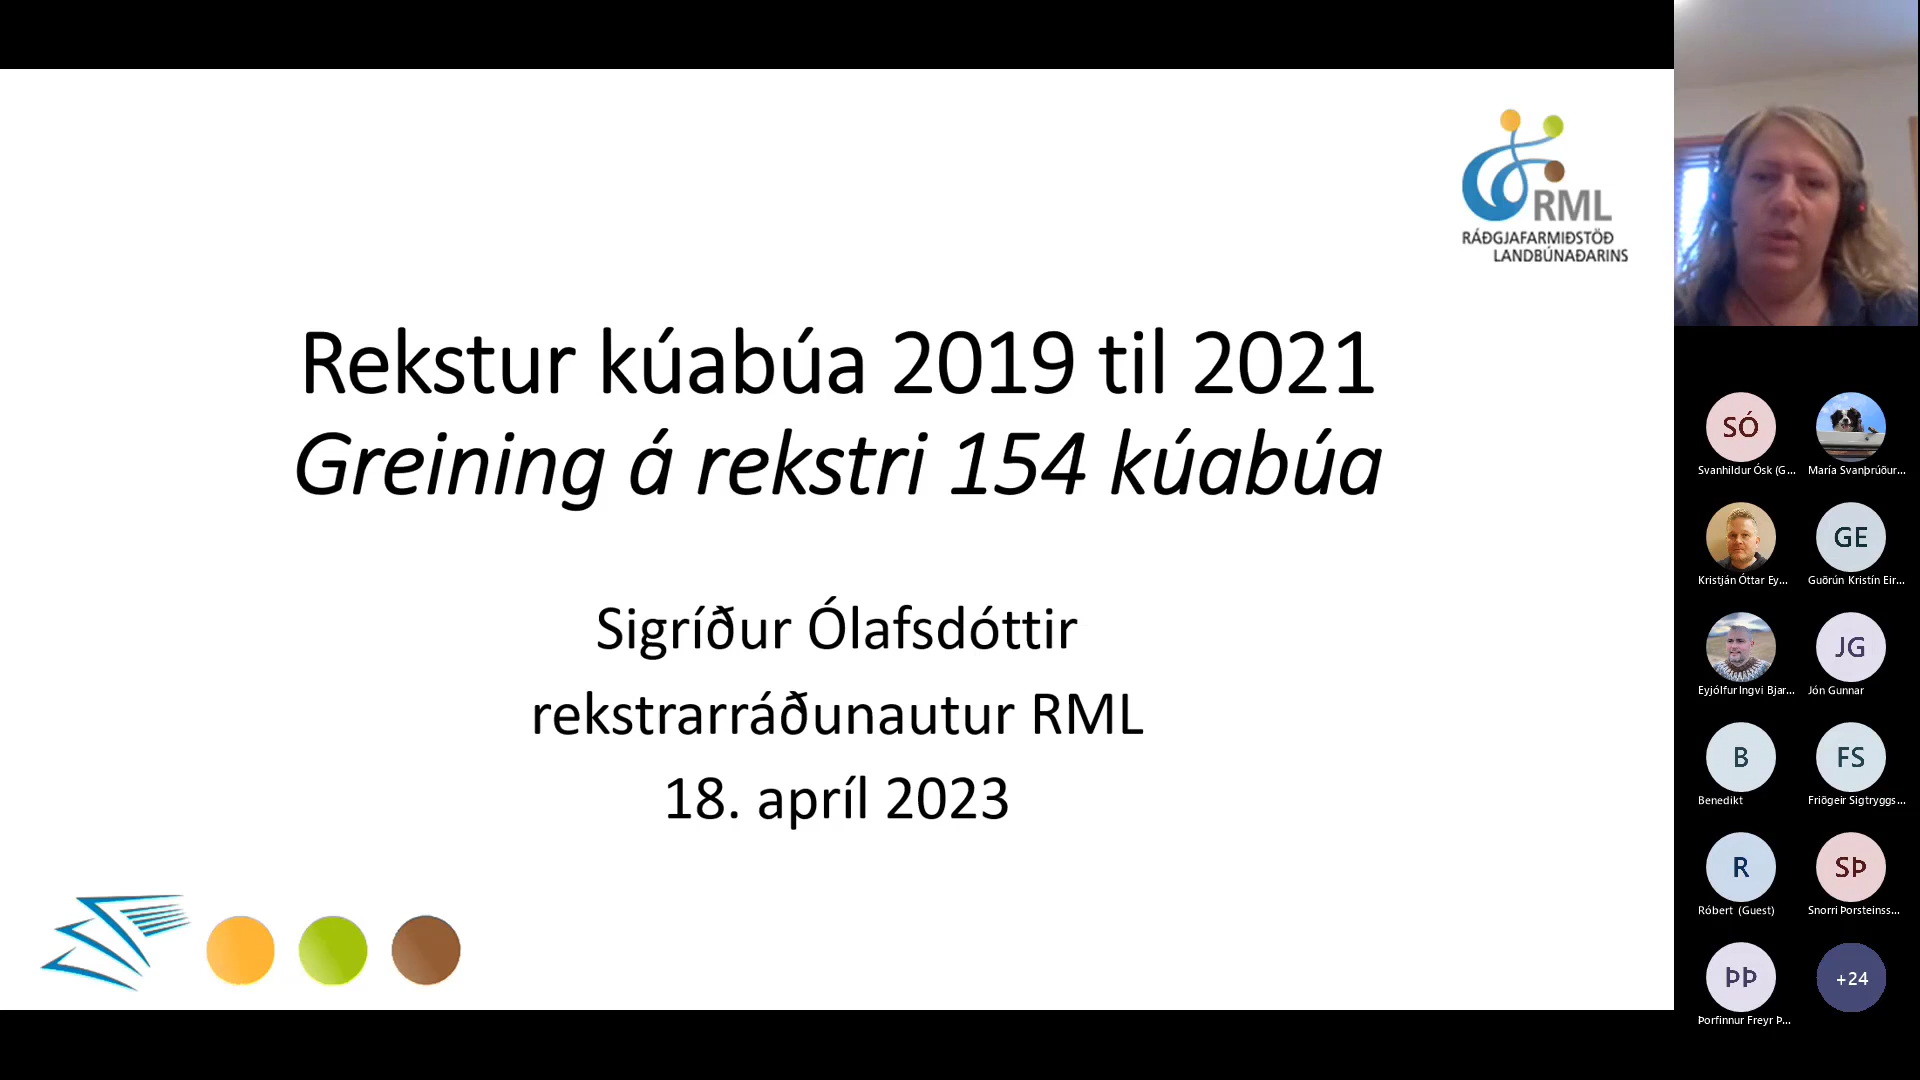 RML
RÁÐGJAFARMIÐSTÖÐ
LANDBÚNAÐARINS
Rekstur kúabúa 2019 til 2021
Greining á rekstri 154 kúabúa
Sigríður Ólafsdóttir
rekstrarráðunautur RML
18. apríl 2023
SÓ
Svanhildur Ósk (G...
María Svanþrúður...
Kristján Óttar Ey...
GE
Guðrún Kristín Eir...
Eyjólfur Ingvi Bjar...
JG
Jón Gunnar
B
Benedikt
FS
Friðgeir Sigtryggs...
R
Róbert (Guest)
SÞ
Snorri Þorsteinss...
ÞÞ
Þorfinnur Freyr Þ...
+24